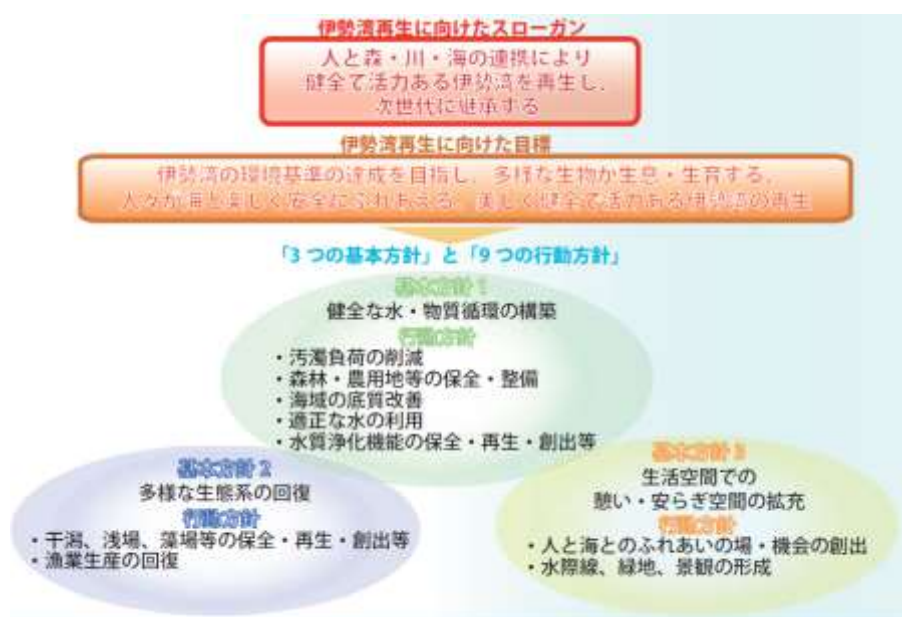 伊勢湾再生に向けたスローガン
人と森・川・海の連携により
健全で活力ある伊勢湾を再生し、
次世代に継承する
伊勢湾再生に向けた目標
伊勢湾の環境基準の達成を目指し、多様な生物が生息・生育する、
人々が海と楽しく安全にふれあえる、美しく健全で活力ある伊勢湾の再生
「3つの基本方針」と「9つの行動方針」
基本方針1
健全な水・物質循環の構築
行動方針
・汚濁負荷の削減
・森林・農用地等の保全・整備
・海域の底質改善
・適正な水の利用
・水質浄化機能の保全・再生・創出等
基本方針2
多様な生態系の回復
行動方針
・干潟、浅場、藻場等の保全・再生・創出等
・漁業生産の回復
基本方針3
生活空間での
憩い・安らぎ空間の拡充
行動方針
・人と海とのふれあいの場・機会の創出
・水際線、緑地、景観の形成